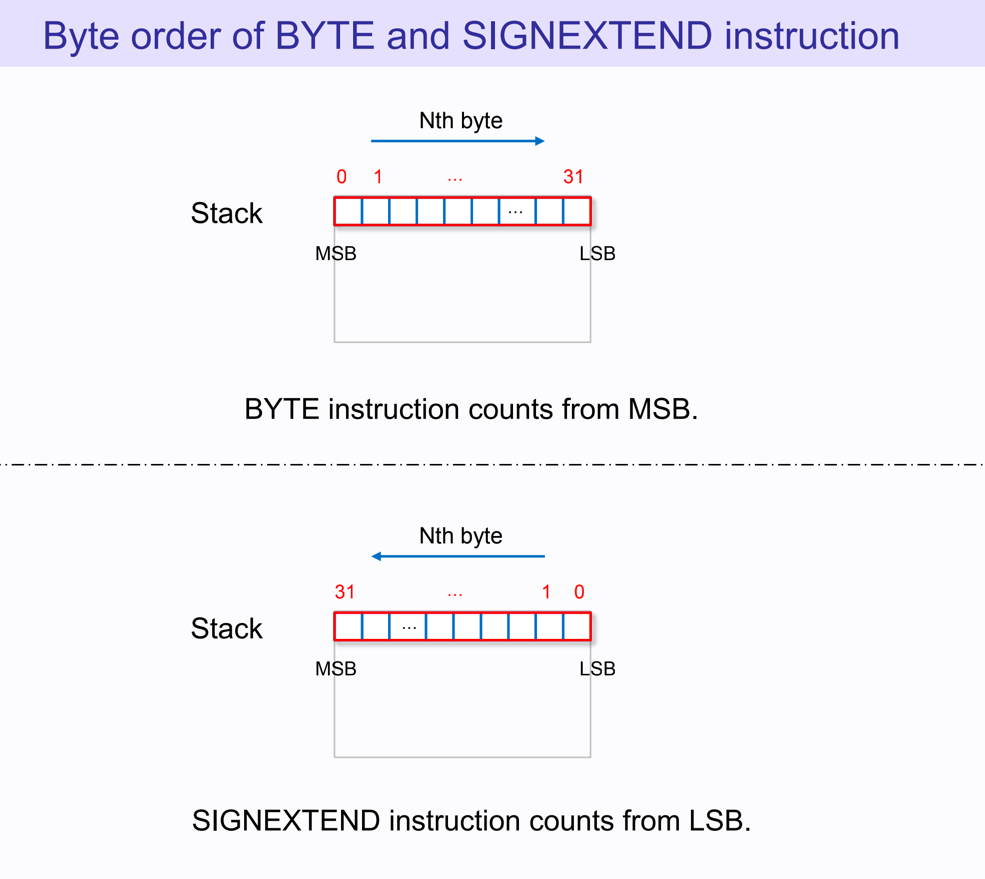 Byte order of BYTE and SIGNEXTEND instruction
Nth byte
0 1 ... 31
Stack
...
MSB LSB
BYTE instruction counts from MSB.
Nth byte
31 ... 1 0
Stack
...
MSB LSB
SIGNEXTEND instruction counts from LSB.